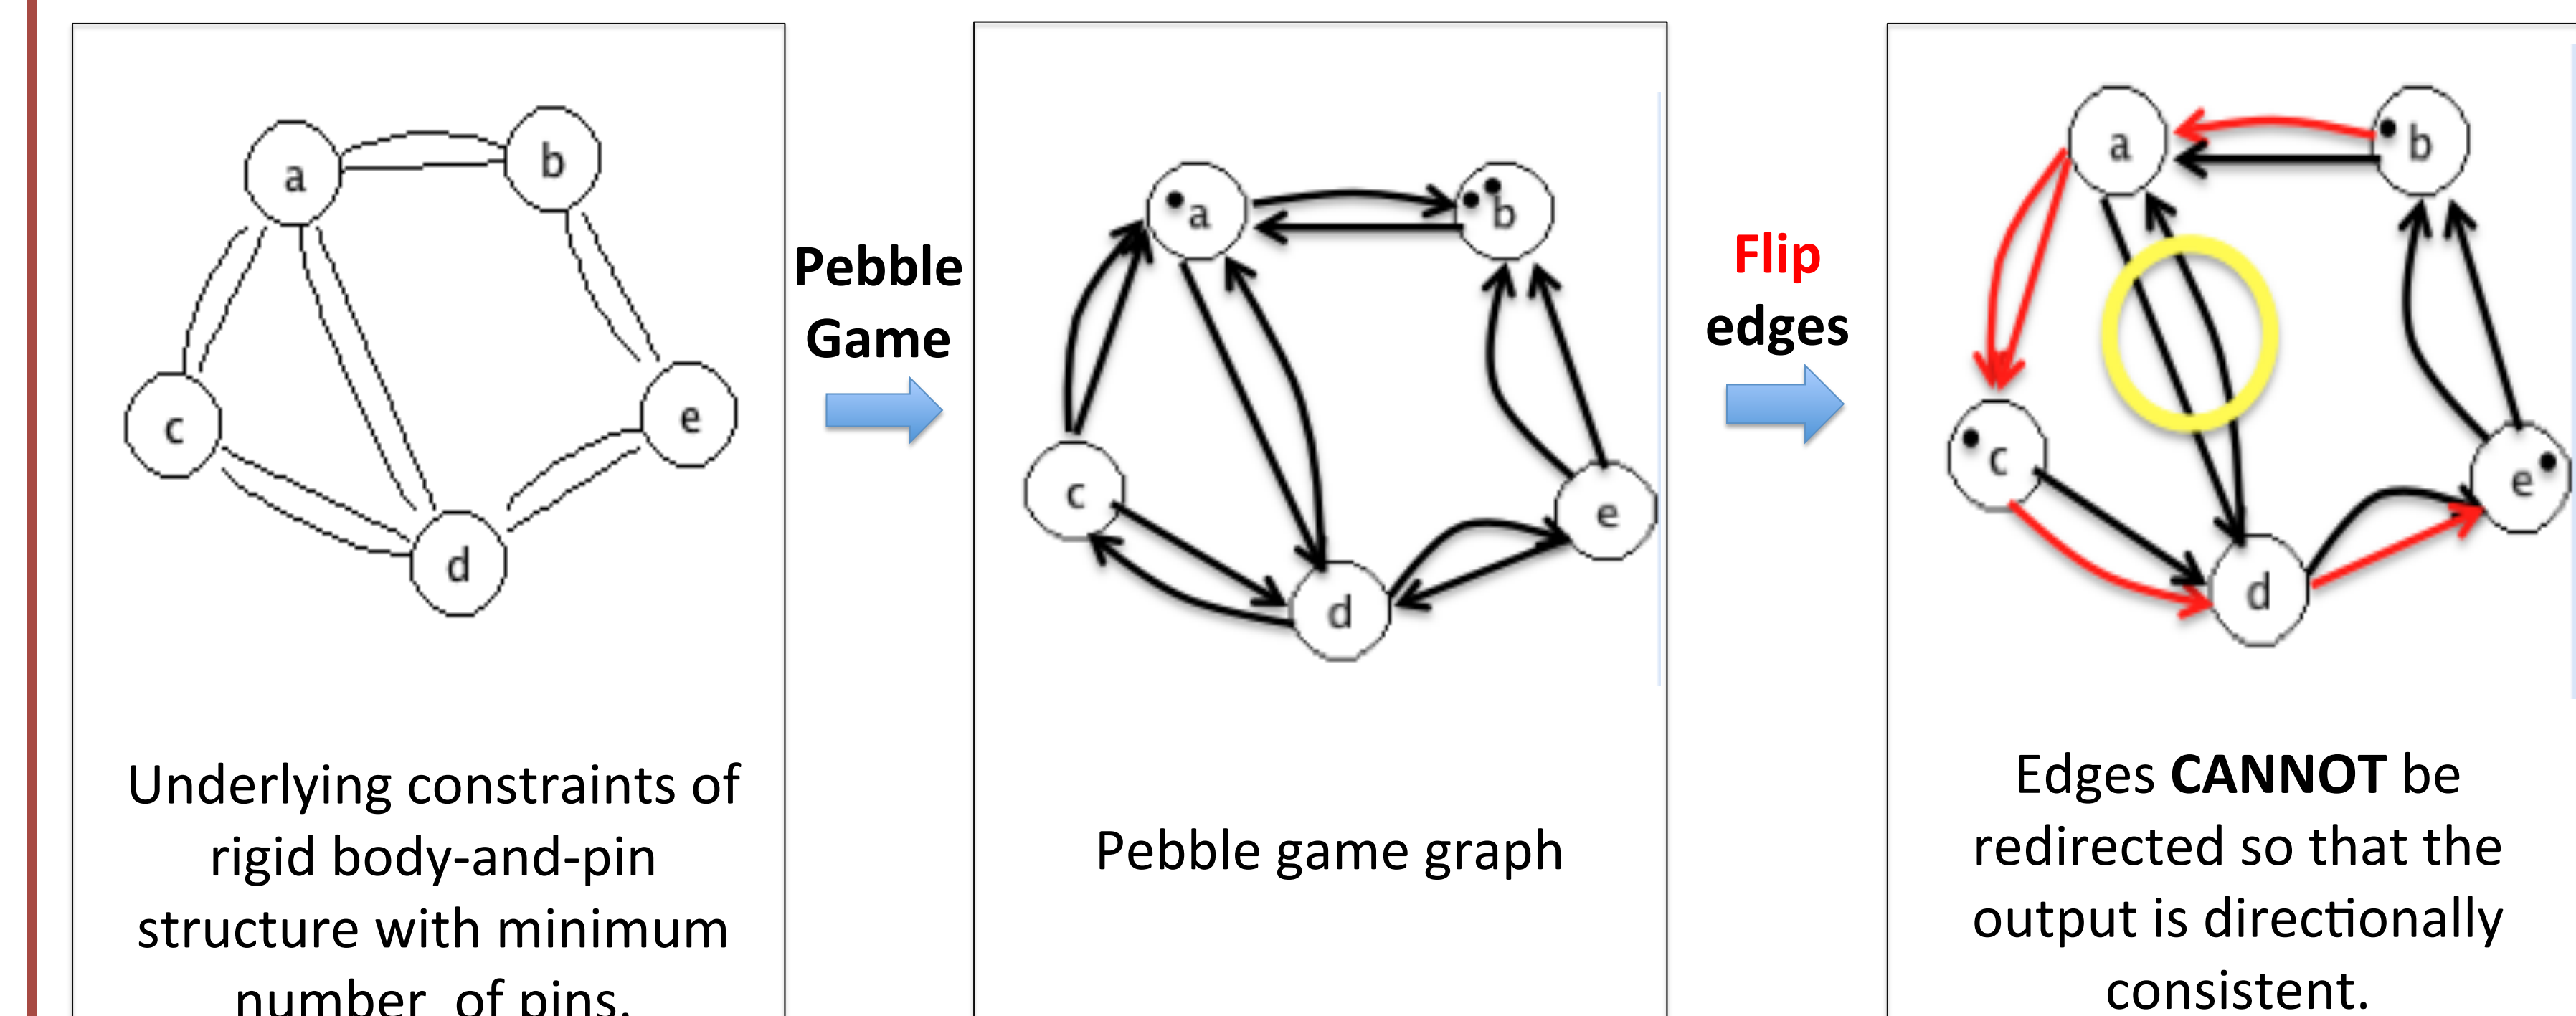 a
b
c
d
e
Underlying constraints of
rigid body-and-pin
structure with minimum
number of pins.
Pebble
Game
a
b
c
d
e
Pebble game graph
Flip
edges
a
b
c
d
e
Edges CANNOT be
redirected so that the
output is directionally
consistent.